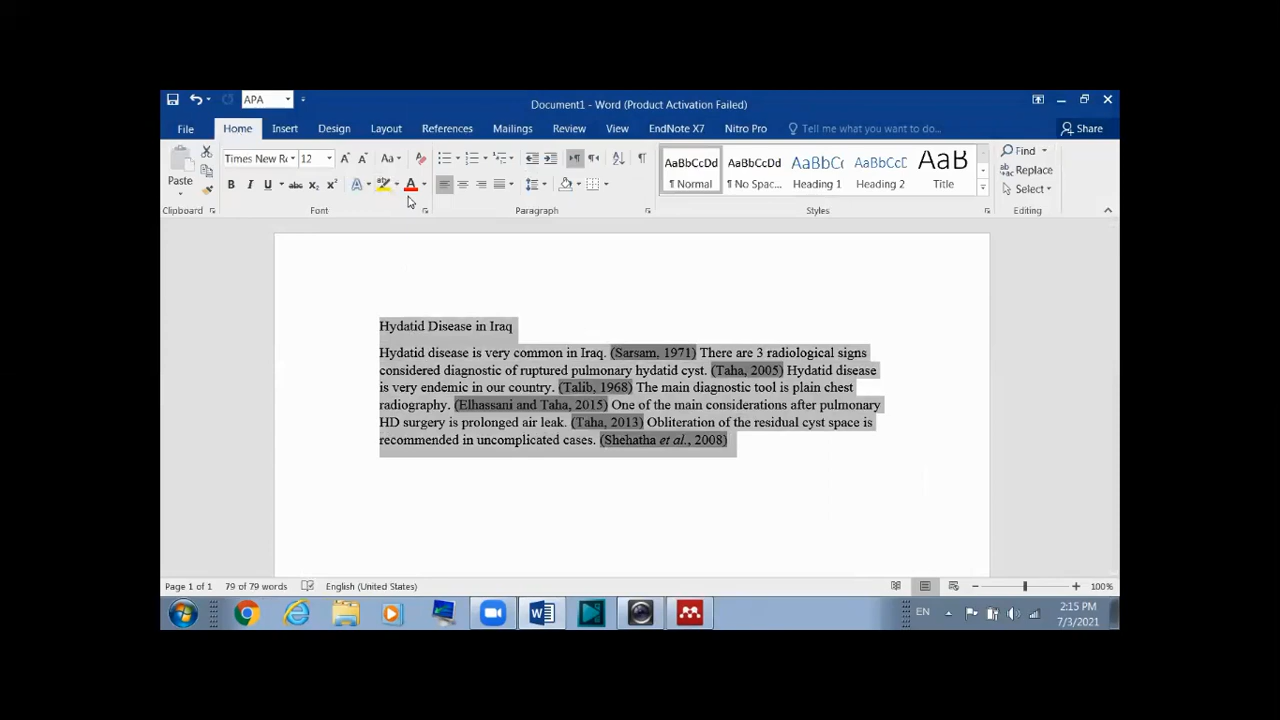 APA
Document1 - Word (Product Activation Failed)
File Home Insert Design Layout References Mailings Review View EndNote X7 Nitro Pro Tell me what you want to do... Share
Times New Ro 12 Aa
Paste
B I U abc X₂ X² A A
AaBbCcDd AaBbCcDd AaBbC AaBbCcD AaB
¶ Normal ¶ No Spac... Heading 1 Heading 2 Title
Find
Replace
Select
Clipboard Font Paragraph Styles Editing
Hydatid Disease in Iraq
Hydatid disease is very common in Iraq. (Sarsam, 1971) There are 3 radiological signs
considered diagnostic of ruptured pulmonary hydatid cyst. (Taha, 2005) Hydatid disease
is very endemic in our country. (Talib, 1968) The main diagnostic tool is plain chest
radiography. (Elhassani and Taha, 2015) One of the main considerations after pulmonary
HD surgery is prolonged air leak. (Taha, 2013) Obliteration of the residual cyst space is
recommended in uncomplicated cases. (Shehatha et al., 2008)
Page 1 of 1 79 of 79 words English (United States) 100%
EN 2:15 PM
7/3/2021